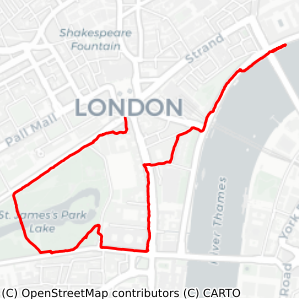 Shakespeare
Fountain
Strand
LONDON
Pall Mall
St. James's Park
Lake
River Thames
York Road
(C) OpenStreetMap contributors (C) CARTO